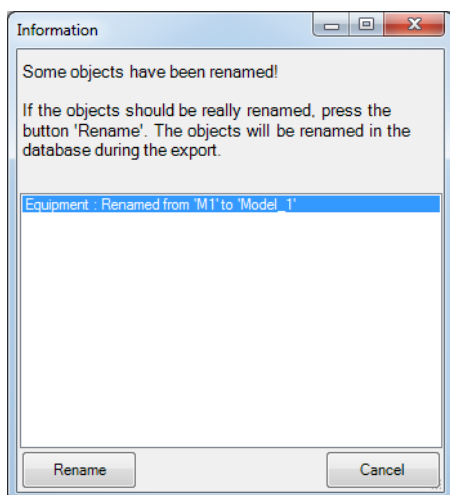 Information
Some objects have been renamed!
If the objects should be really renamed, press the
button 'Rename'. The objects will be renamed in the
database during the export.
Equipment : Renamed from 'M1' to 'Model_1'
Rename
Cancel